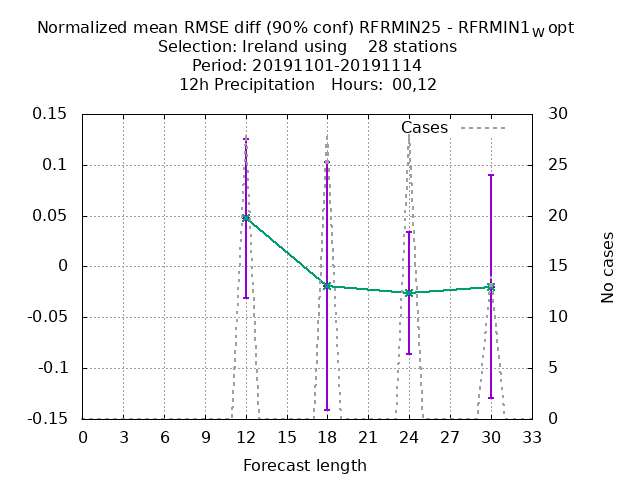 Normalized mean RMSE diff (90% conf) RFRMIN25 - RFRMIN1W opt
Selection: Ireland using 28 stations
Period: 20191101-20191114
12h Precipitation Hours: 00,12
Cases
0.15
0.1
0.05
0
-0.05
-0.1
-0.15
30
25
20
15
10
5
0
No cases
0 3 6 9 12 15 18 21 24 27 30 33
Forecast length